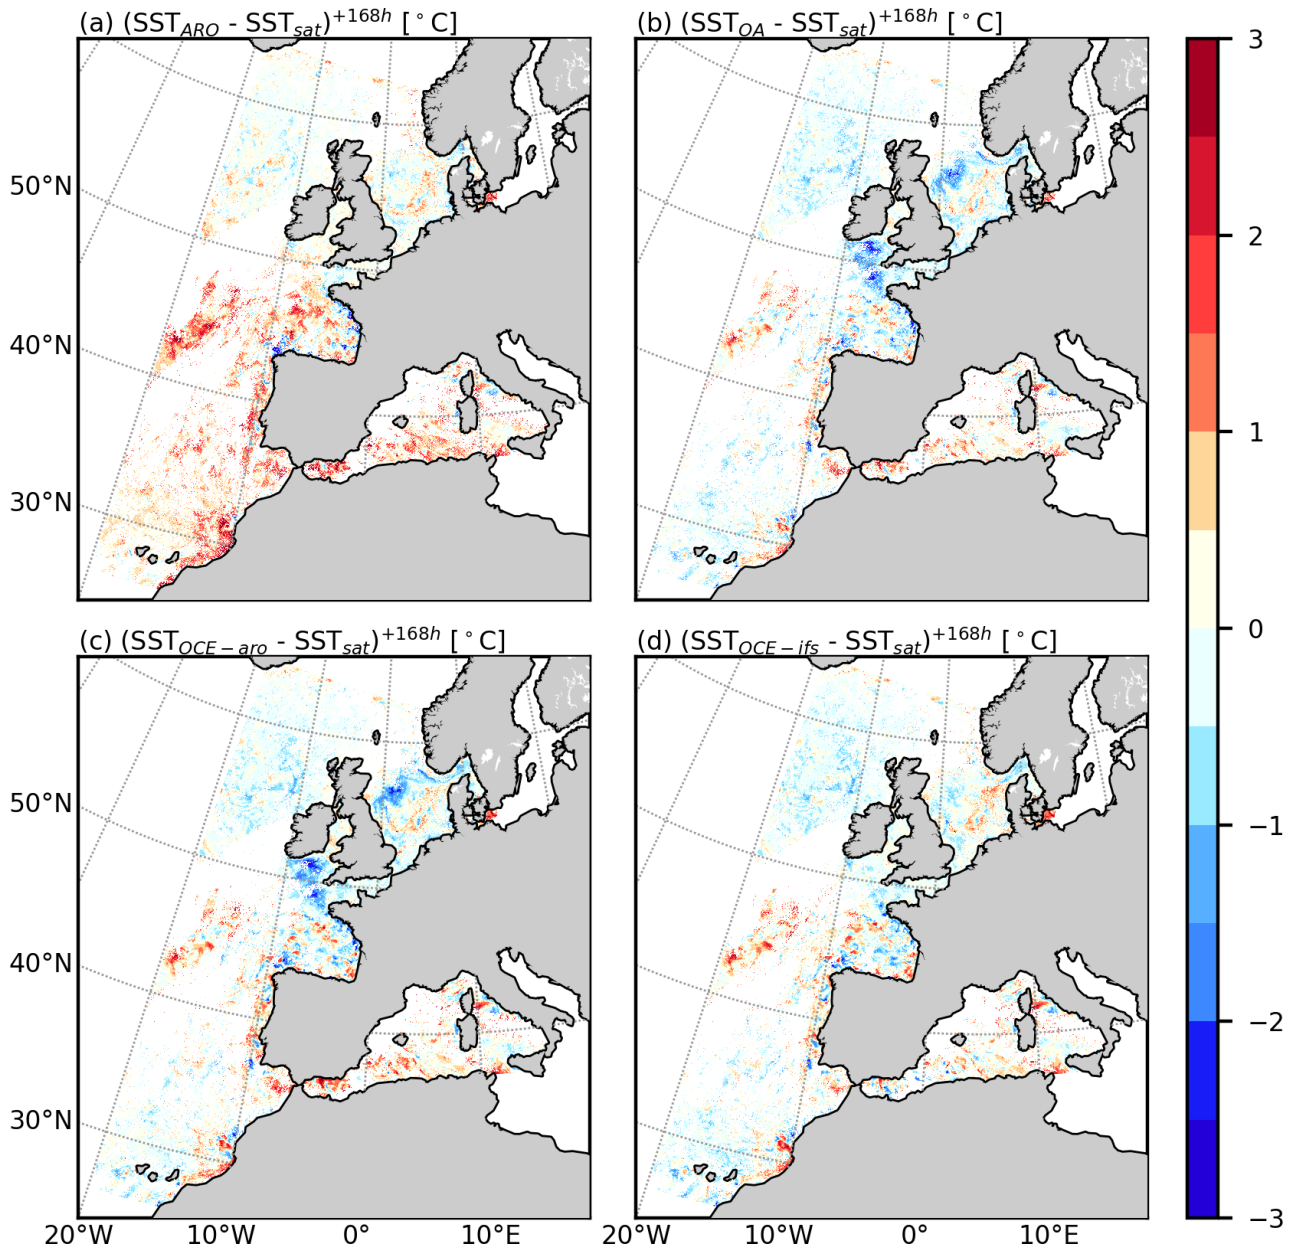 (a) (SST_ARO - SST_sat)^+168h [°C]
(b) (SST_OA - SST_sat)^+168h [°C]
3
2
1
0
−1
−2
−3
50°N
40°N
30°N
(c) (SST_OCE−aro - SST_sat)^+168h [°C]
(d) (SST_OCE−ifs - SST_sat)^+168h [°C]
50°N
40°N
30°N
20°W 10°W 0° 10°E
20°W 10°W 0° 10°E